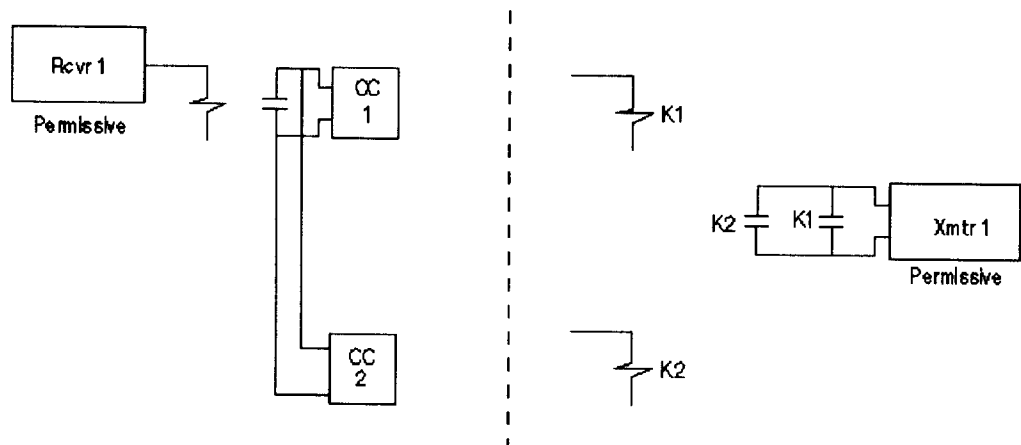 Rcvr 1
Permissive
CC
1
CC
2
K1
K2
K1
Xmtr 1
Permissive
K2